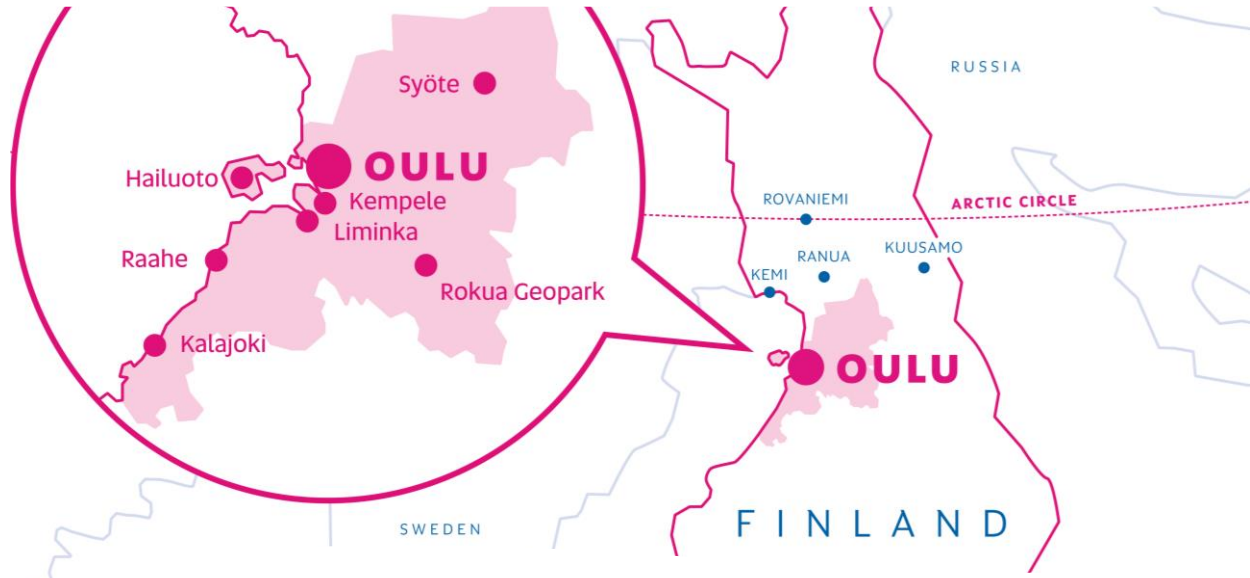 Syöte
OULU
Hailuoto
Kempele
Liminka
Raahe
Rokua Geopark
Kalajoki
RUSSIA
ROVANIEMI
ARCTIC CIRCLE
RANUA
KUUSAMO
KEMI
OULU
FINLAND
SWEDEN